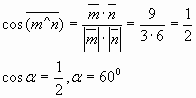 cos(m^n) = m · n / |m| · |n| = 9 / 3·6 = 1 / 2
cos α = 1 / 2, α = 60⁰